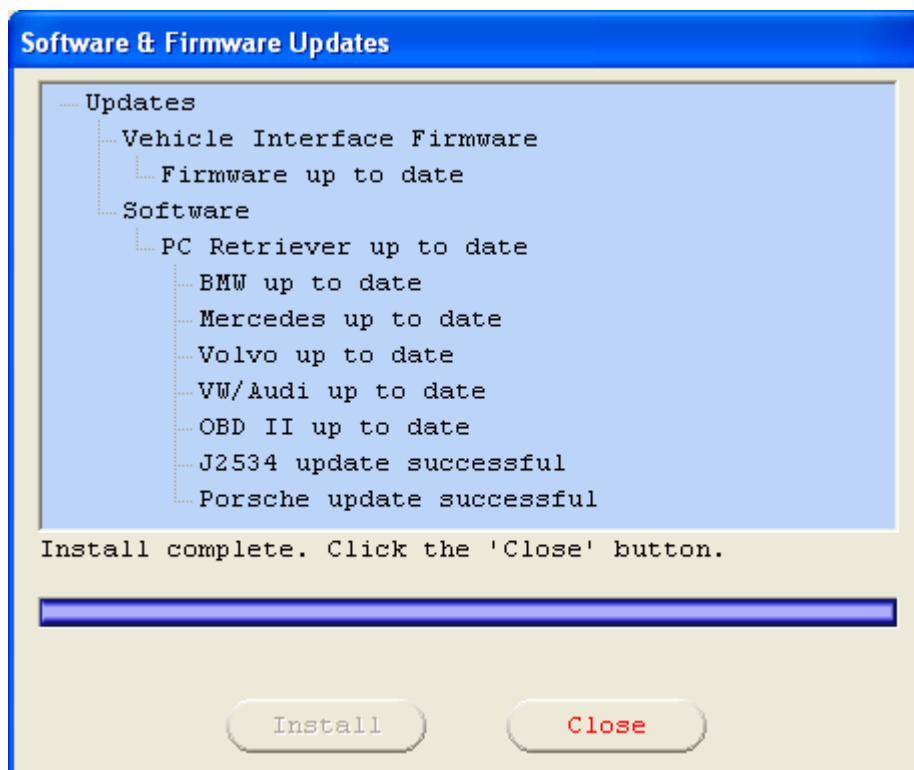 Software & Firmware Updates
Updates
Vehicle Interface Firmware
Firmware up to date
Software
PC Retriever up to date
BMW up to date
Mercedes up to date
Volvo up to date
VW/Audi up to date
OBD II up to date
J2534 update successful
Porsche update successful
Install complete. Click the 'Close' button.
Install
Close